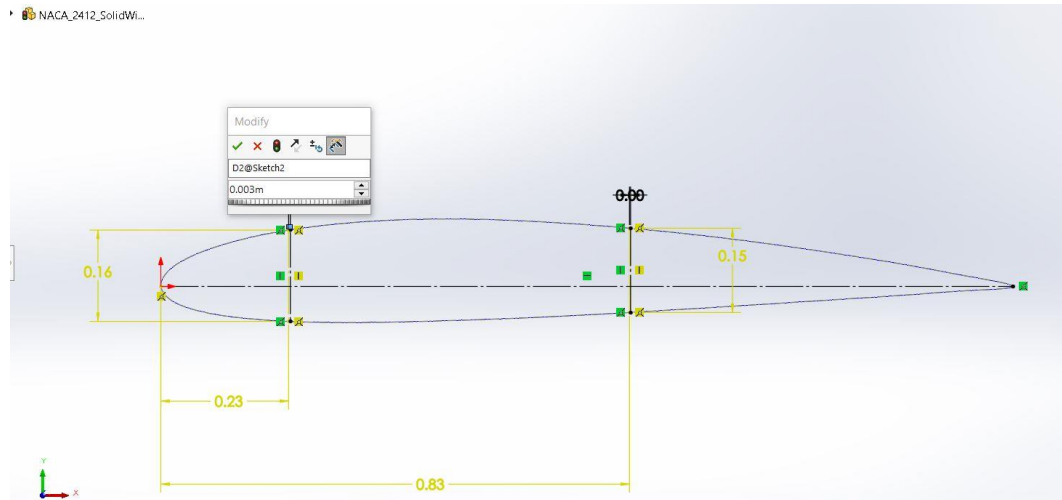 NACA_2412_SolidWi...
Modify
D2@Sketch2
0.003m
0.00
0.16
0.15
0.23
0.83
Y
X